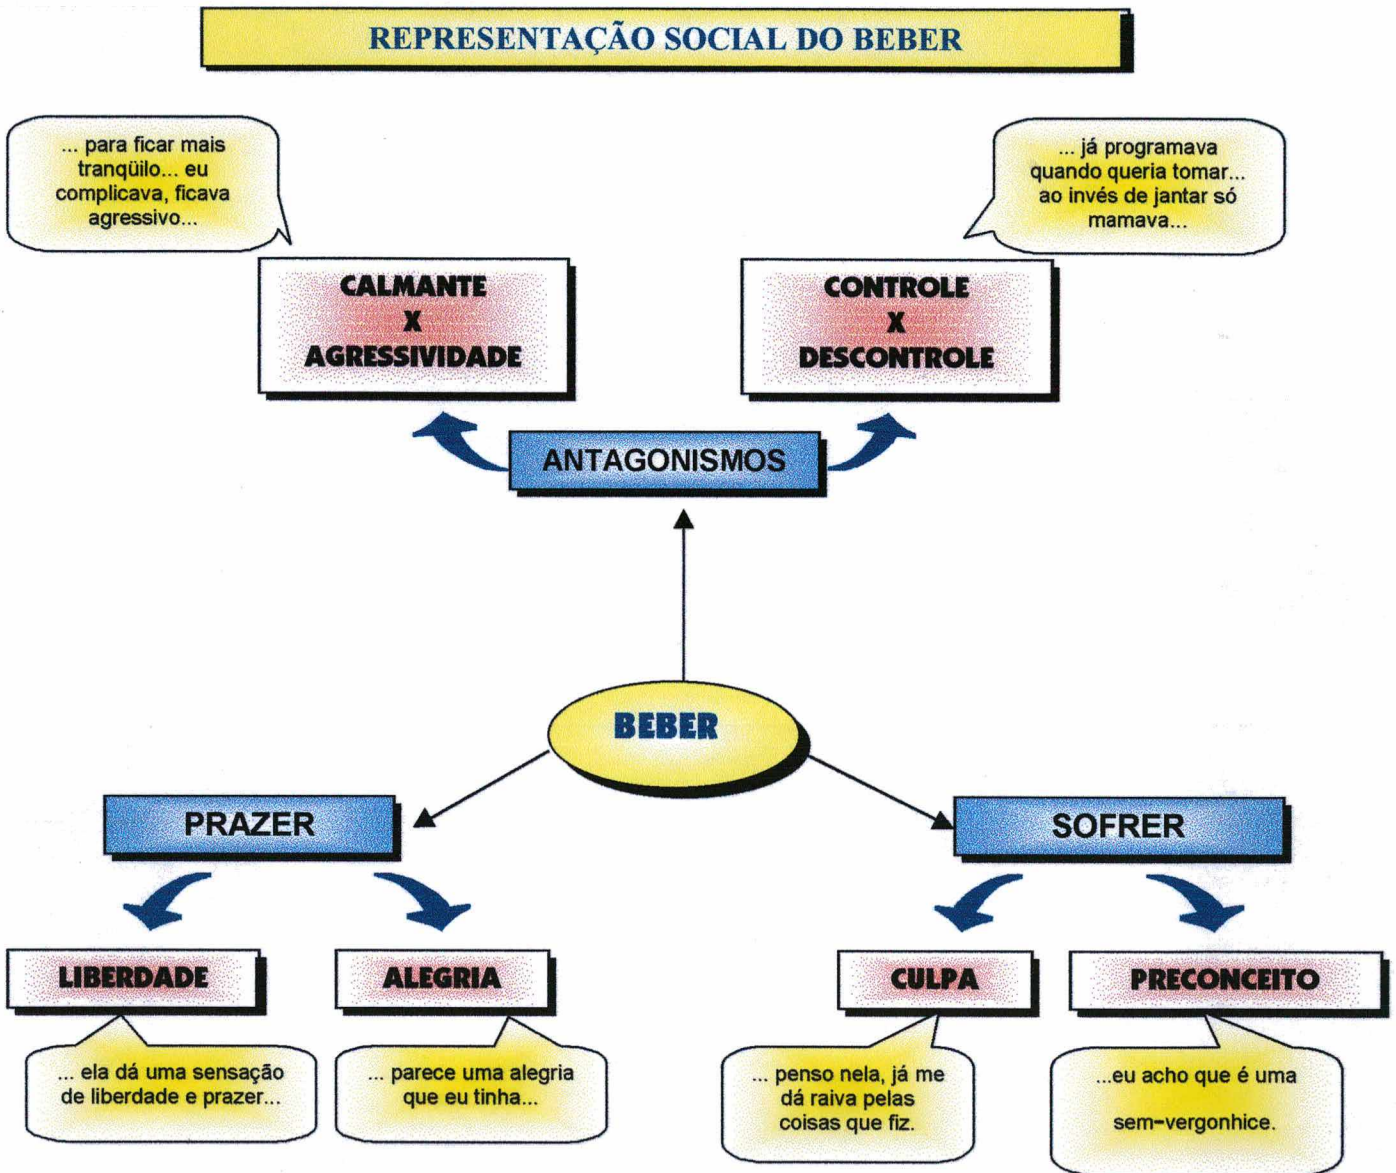 REPRESENTAÇÃO SOCIAL DO BEBER
... para ficar mais
tranqüilo... eu
complicava, ficava
agressivo...
... já programava
quando queria tomar...
ao invés de jantar só
mamava...
CALMANTE
X
AGRESSIVIDADE
CONTROLE
X
DESCONTROLE
ANTAGONISMOS
BEBER
PRAZER
SOFRER
LIBERDADE
ALEGRIA
CULPA
PRECONCEITO
... ela dá uma sensação
de liberdade e prazer...
... parece uma alegria
que eu tinha...
... penso nela, já me
dá raiva pelas
coisas que fiz.
...eu acho que é uma
sem-vergonhice.